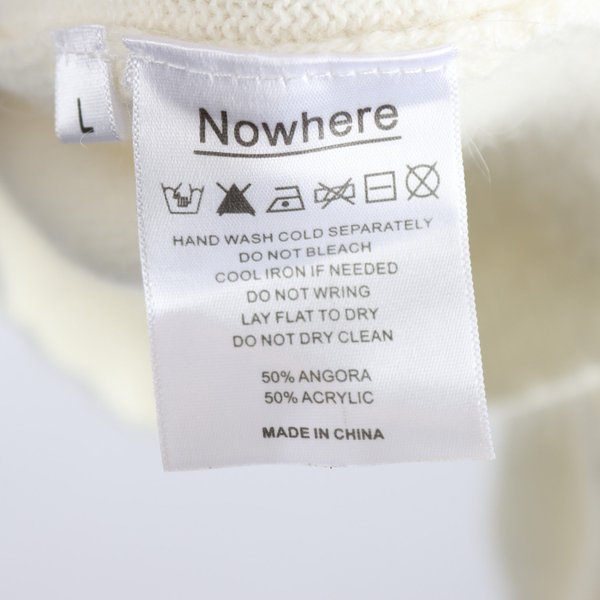 L
Nowhere
HAND WASH COLD SEPARATELY
DO NOT BLEACH
COOL IRON IF NEEDED
DO NOT WRING
LAY FLAT TO DRY
DO NOT DRY CLEAN
50% ANGORA
50% ACRYLIC
MADE IN CHINA